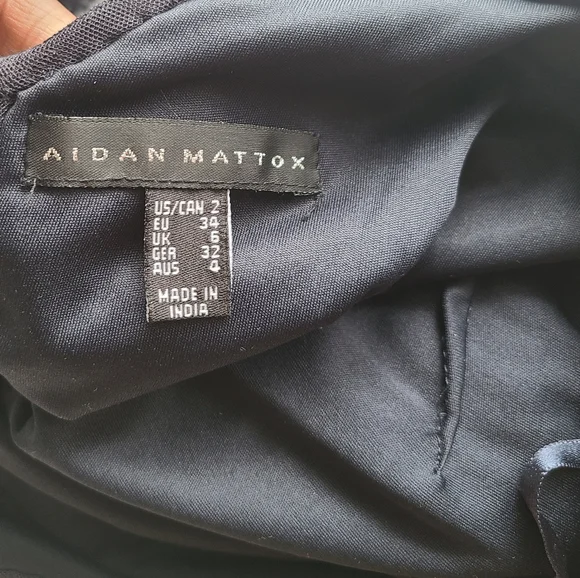 AIDAN MATTOX
US/CAN 2
EU 34
UK 6
GER 32
AUS 4
MADE IN
INDIA